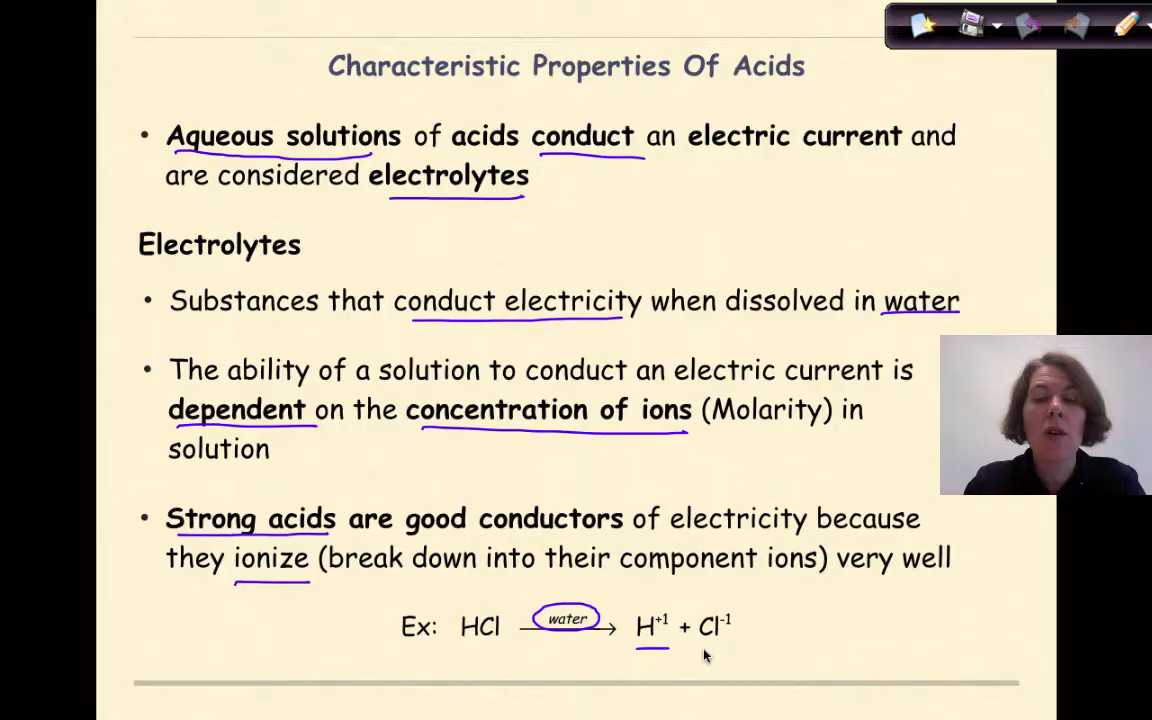 Characteristic Properties Of Acids
• Aqueous solutions of acids conduct an electric current and
are considered electrolytes
Electrolytes
• Substances that conduct electricity when dissolved in water
• The ability of a solution to conduct an electric current is
dependent on the concentration of ions (Molarity) in
solution
• Strong acids are good conductors of electricity because
they ionize (break down into their component ions) very well
Ex: HCl water → H⁺¹ + Cl⁻¹